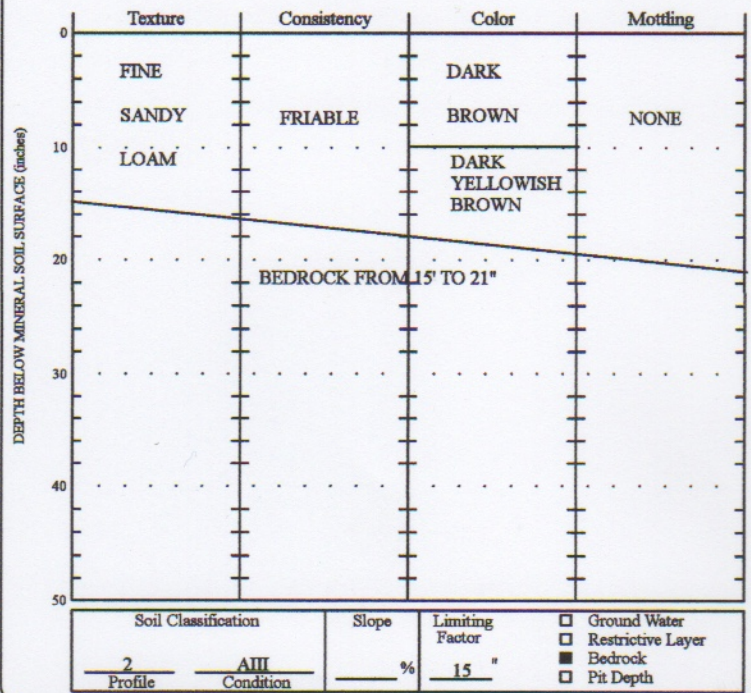 Texture Consistency Color Mottling
0
FINE DARK
SANDY FRIABLE BROWN NONE
10
LOAM DARK
YELLOWISH
BROWN
20
BEDROCK FROM 15' TO 21"
30
40
50
DEPTH BELOW MINERAL SOIL SURFACE (inches)
Soil Classification Slope Limiting
Factor
2 AIII % 15 "
Profile Condition
□ Ground Water
□ Restrictive Layer
■ Bedrock
□ Pit Depth